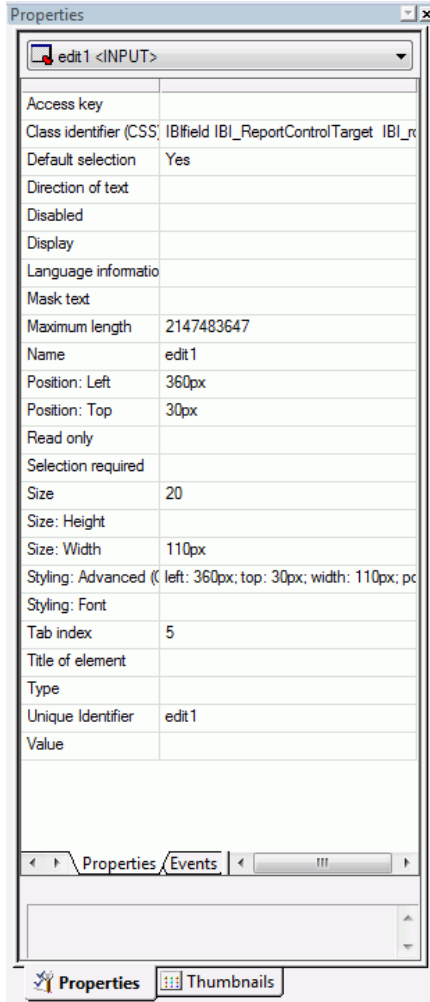 Properties
edit1 <INPUT>
Access key
Class identifier (CSS) IBIfield IBI_ReportControlTarget IBI_ro
Default selection Yes
Direction of text
Disabled
Display
Language informatio
Mask text
Maximum length 2147483647
Name edit1
Position: Left 360px
Position: Top 30px
Read only
Selection required
Size 20
Size: Height
Size: Width 110px
Styling: Advanced (C left: 360px; top: 30px; width: 110px; po
Styling: Font
Tab index 5
Title of element
Type
Unique Identifier edit1
Value
Properties Events
Properties Thumbnails